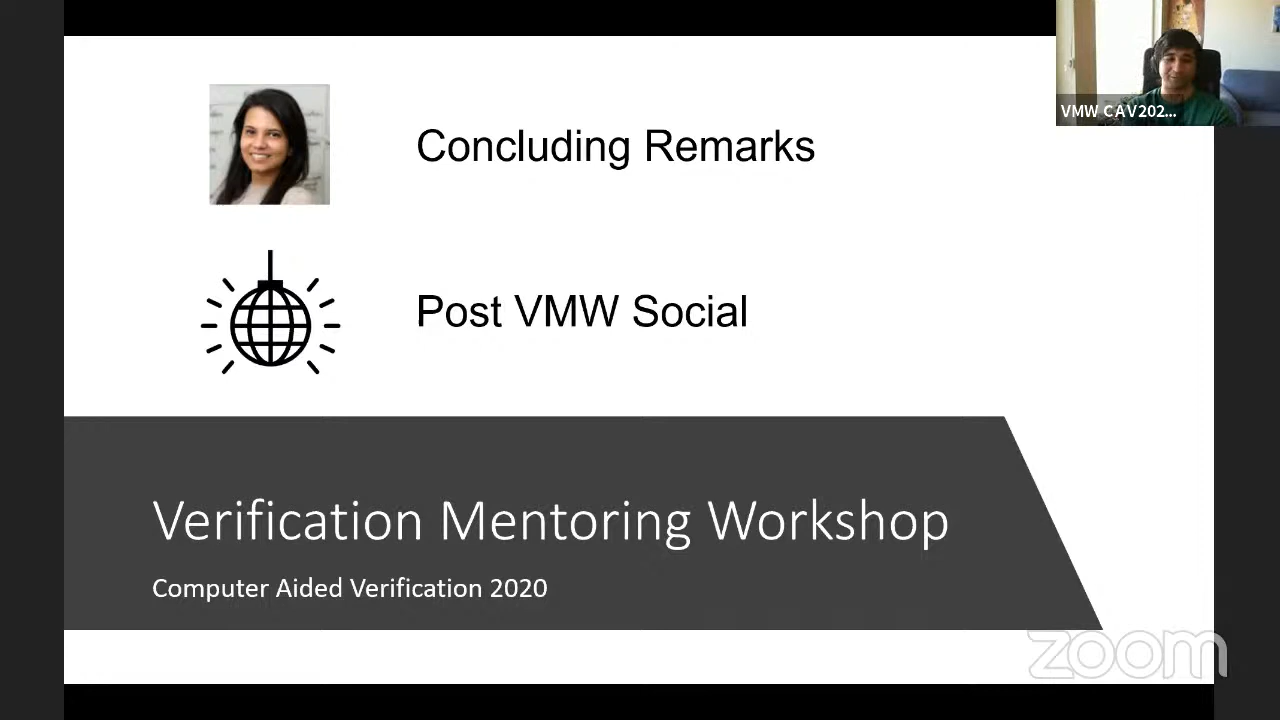 VMW CAV202...
Concluding Remarks
Post VMW Social
Verification Mentoring Workshop
Computer Aided Verification 2020
zoom